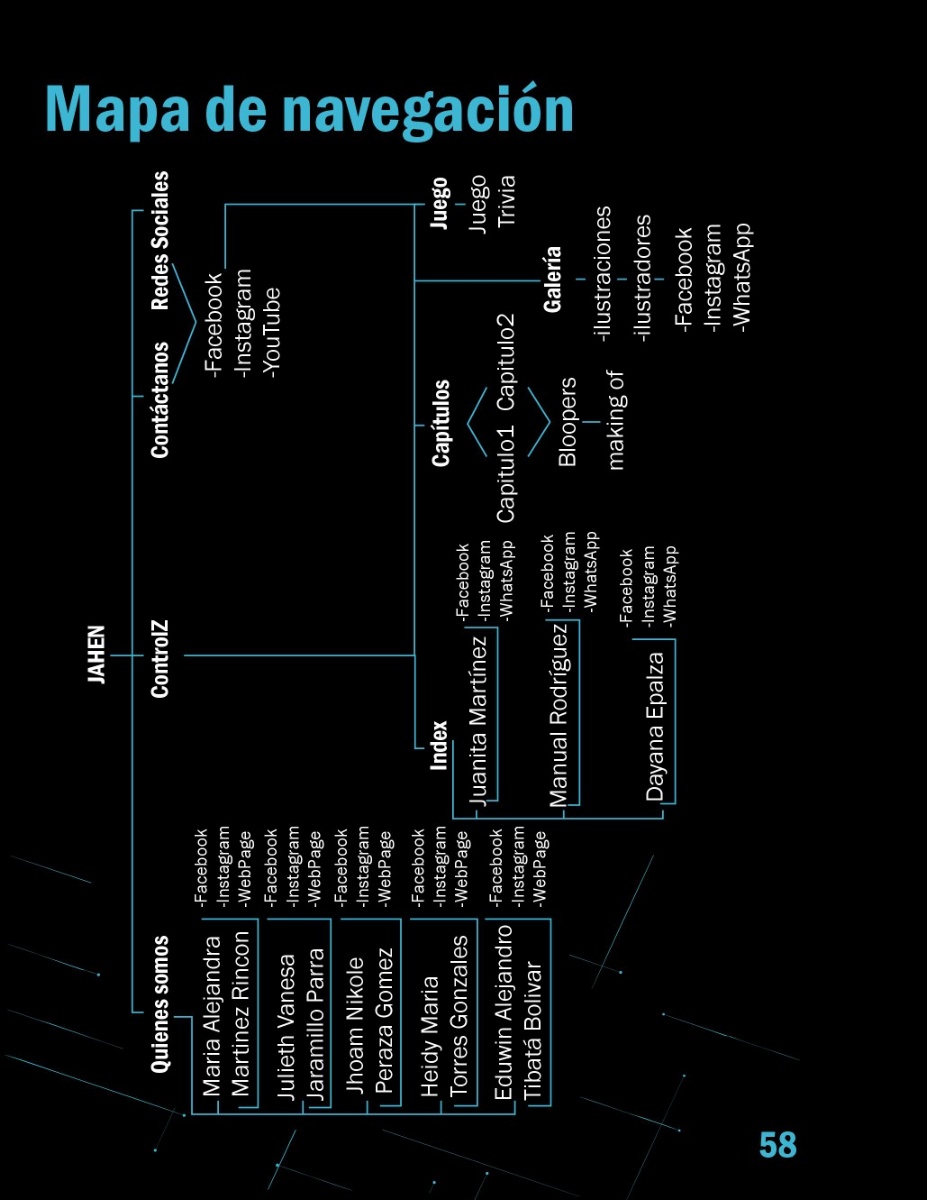 Mapa de navegación
JAHEN
Quienes somos
ControlZ
Contáctanos
Redes Sociales
Maria Alejandra
Martinez Rincon
-Facebook
-Instagram
-WebPage
Julieth Vanesa
Jaramillo Parra
-Facebook
-Instagram
-WebPage
Jhoam Nikole
Peraza Gomez
-Facebook
-Instagram
-WebPage
Heidy Maria
Torres Gonzales
-Facebook
-Instagram
-WebPage
Eduwin Alejandro
Tibatá Bolivar
-Facebook
-Instagram
-WebPage
-Facebook
-Instagram
-YouTube
Index
Juanita Martínez
-Facebook
-Instagram
-WhatsApp
Manual Rodríguez
-Facebook
-Instagram
-WhatsApp
Dayana Epalza
-Facebook
-Instagram
-WhatsApp
Capítulos
Capitulo1 Capitulo2
Bloopers
making of
Galería
-ilustraciones
-ilustradores
-Facebook
-Instagram
-WhatsApp
Juego
Juego
Trivia
58